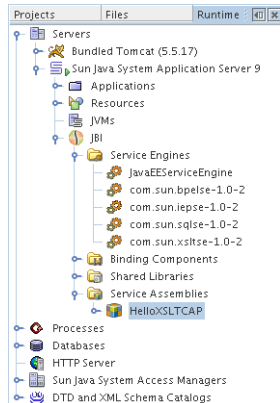 Projects Files Runtime
Servers
Bundled Tomcat (5.5.17)
Sun Java System Application Server 9
Applications
Resources
JVMs
JBI
Service Engines
JavaEEServiceEngine
com.sun.bpelse-1.0-2
com.sun.iepse-1.0-2
com.sun.sqlse-1.0-2
com.sun.xsltse-1.0-2
Binding Components
Shared Libraries
Service Assemblies
HelloXSLTCAP
Processes
Databases
HTTP Server
Sun Java System Access Managers
DTD and XML Schema Catalogs